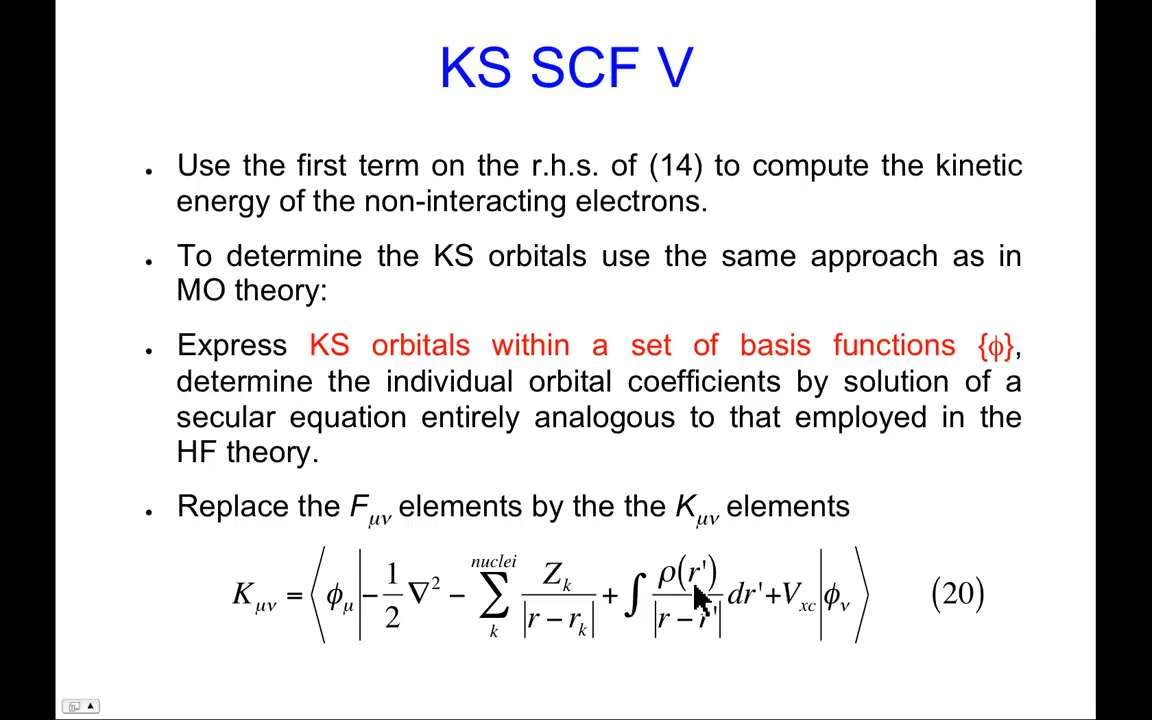 KS SCF V
• Use the first term on the r.h.s. of (14) to compute the kinetic
energy of the non-interacting electrons.
• To determine the KS orbitals use the same approach as in
MO theory:
• Express KS orbitals within a set of basis functions {ϕ},
determine the individual orbital coefficients by solution of a
secular equation entirely analogous to that employed in the
HF theory.
• Replace the Fμν elements by the the Kμν elements
Kμν = ⟨ϕμ| −1/2 ∇² − ∑k^nuclei Zk/|r − rk| + ∫ ρ(r')/|r − r'| dr' + Vxc |ϕν⟩ (20)